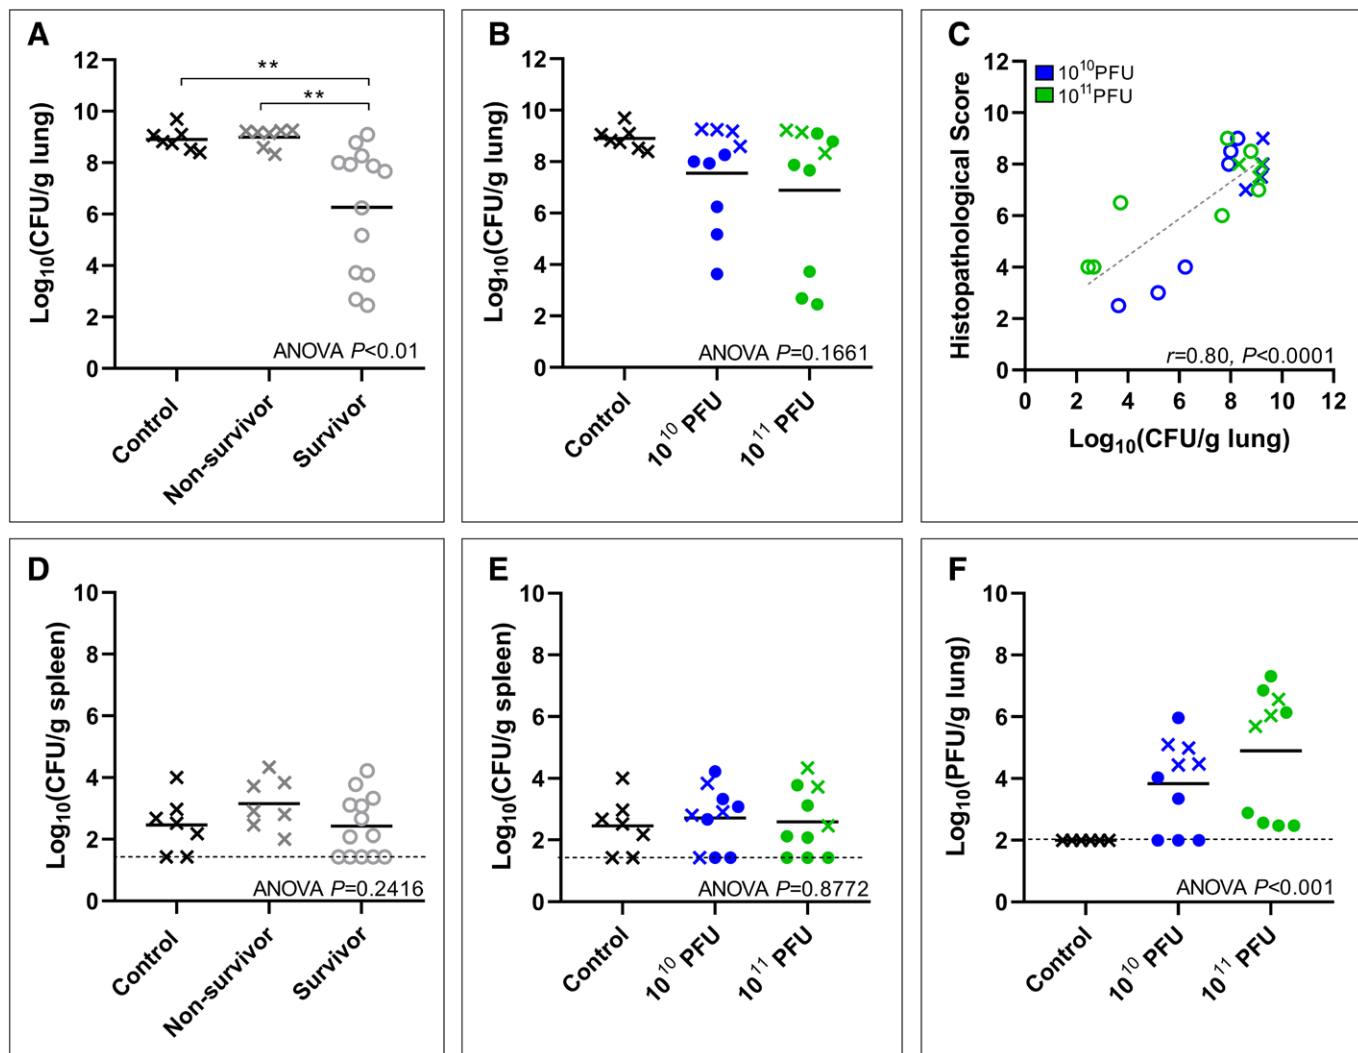 A
Log10(CFU/g lung)
12
10
8
6
4
2
0
**
**
ANOVA P<0.01
Control
Non-survivor
Survivor
B
Log10(CFU/g lung)
12
10
8
6
4
2
0
ANOVA P=0.1661
Control
10^10 PFU
10^11 PFU
C
Histopathological Score
12
10
8
6
4
2
0
10^10PFU
10^11PFU
r=0.80, P<0.0001
0 2 4 6 8 10 12
Log10(CFU/g lung)
D
Log10(CFU/g spleen)
10
8
6
4
2
0
ANOVA P=0.2416
Control
Non-survivor
Survivor
E
Log10(CFU/g spleen)
10
8
6
4
2
0
ANOVA P=0.8772
Control
10^10 PFU
10^11 PFU
F
Log10(PFU/g lung)
10
8
6
4
2
0
ANOVA P<0.001
Control
10^10 PFU
10^11 PFU